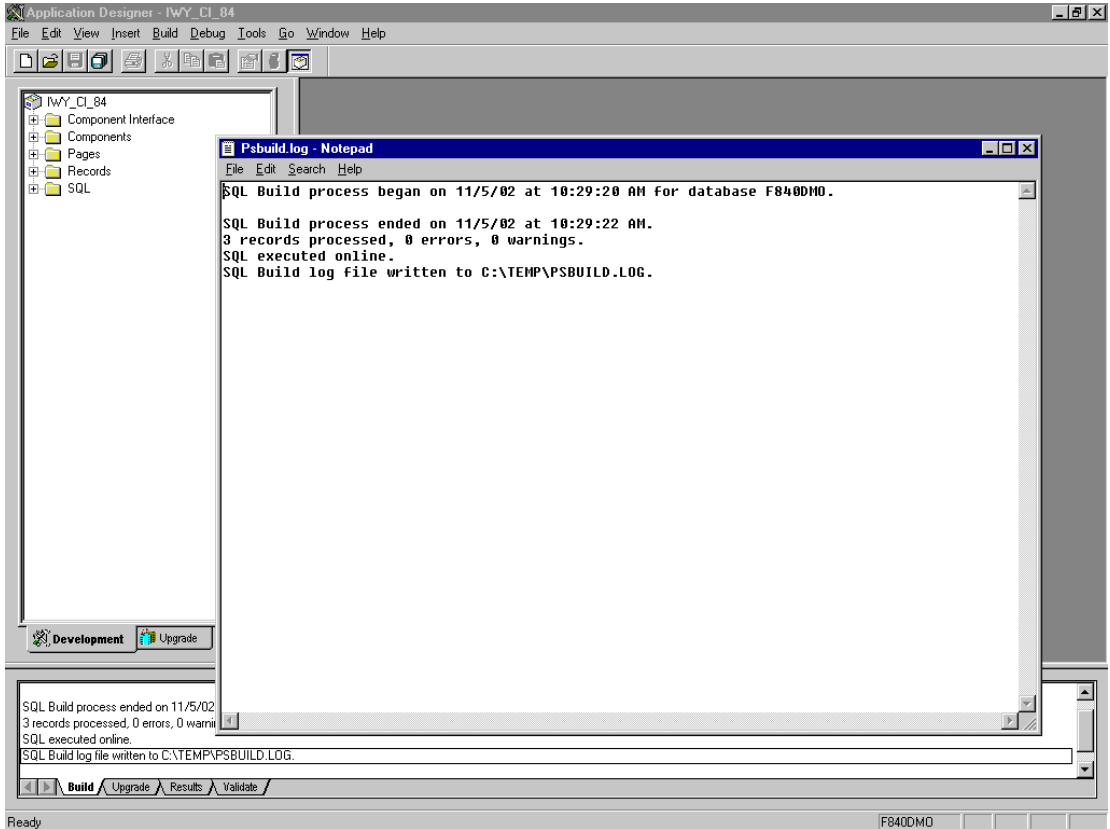 Application Designer - IWY_CI_84
File Edit View Insert Build Debug Tools Go Window Help
IWY_CI_84
Component Interface
Components
Pages
Records
SQL
Psbuild.log - Notepad
File Edit Search Help
SQL Build process began on 11/5/02 at 10:29:20 AM for database F840DMO.
SQL Build process ended on 11/5/02 at 10:29:22 AM.
3 records processed, 0 errors, 0 warnings.
SQL executed online.
SQL Build log file written to C:\TEMP\PSBUILD.LOG.
Development Upgrade
SQL Build process ended on 11/5/02
3 records processed, 0 errors, 0 warni
SQL executed online.
SQL Build log file written to C:\TEMP\PSBUILD.LOG.
Build Upgrade Results Validate
Ready F840DMO